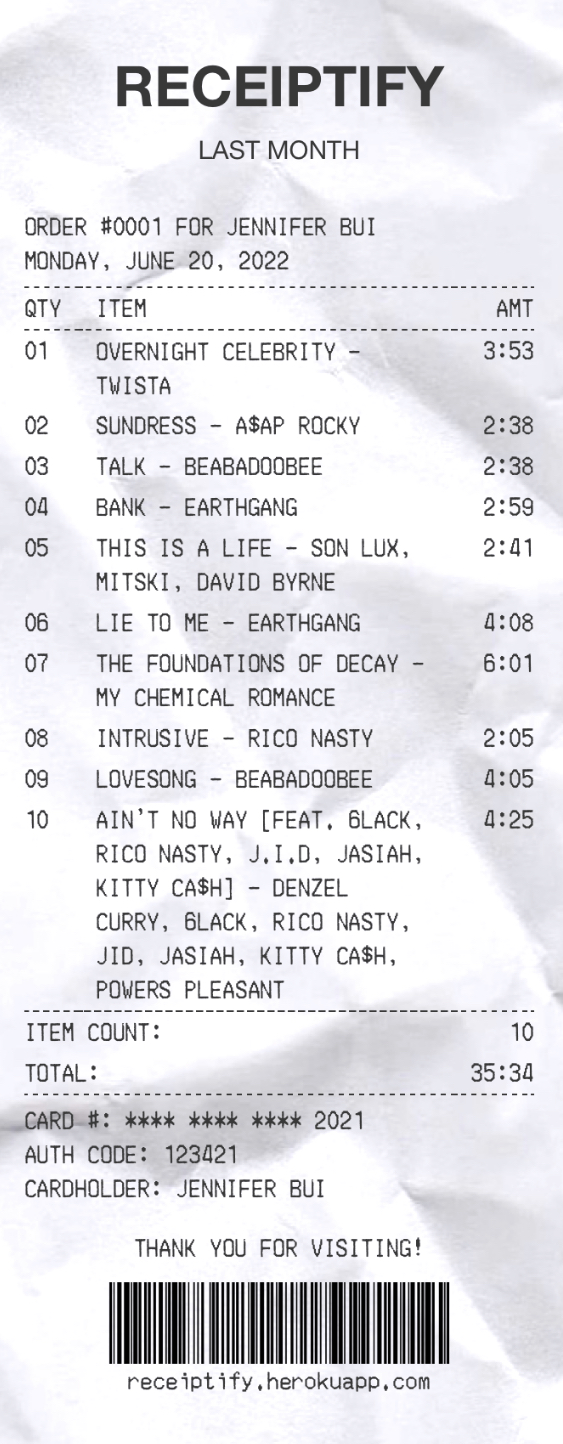 RECEIPTIFY
LAST MONTH
ORDER #0001 FOR JENNIFER BUI
MONDAY, JUNE 20, 2022
QTY ITEM AMT
01 OVERNIGHT CELEBRITY - 3:53
TWISTA
02 SUNDRESS - A$AP ROCKY 2:38
03 TALK - BEABADOOBEE 2:38
04 BANK - EARTHGANG 2:59
05 THIS IS A LIFE - SON LUX, 2:41
MITSKI, DAVID BYRNE
06 LIE TO ME - EARTHGANG 4:08
07 THE FOUNDATIONS OF DECAY - 6:01
MY CHEMICAL ROMANCE
08 INTRUSIVE - RICO NASTY 2:05
09 LOVESONG - BEABADOOBEE 4:05
10 AIN'T NO WAY [FEAT. 6LACK, 4:25
RICO NASTY, J.I.D, JASIAH,
KITTY CA$H] - DENZEL
CURRY, 6LACK, RICO NASTY,
JID, JASIAH, KITTY CA$H,
POWERS PLEASANT
ITEM COUNT: 10
TOTAL: 35:34
CARD #: **** **** **** 2021
AUTH CODE: 123421
CARDHOLDER: JENNIFER BUI
THANK YOU FOR VISITING!
receiptify.herokuapp.com